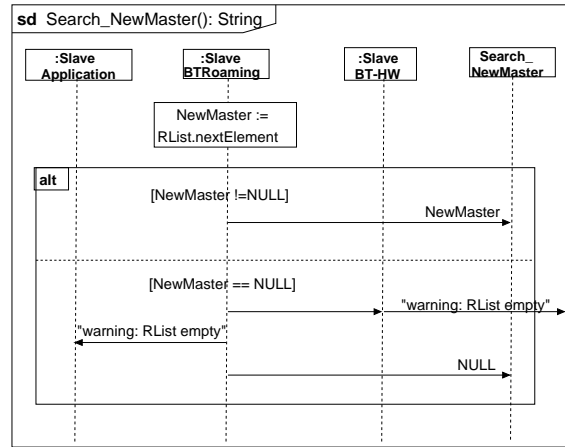 sd Search_NewMaster(): String
:Slave
Application
:Slave
BTRoaming
:Slave
BT-HW
Search_
NewMaster
NewMaster :=
RList.nextElement
alt
[NewMaster !=NULL]
NewMaster
[NewMaster == NULL]
"warning: RList empty"
"warning: RList empty"
NULL